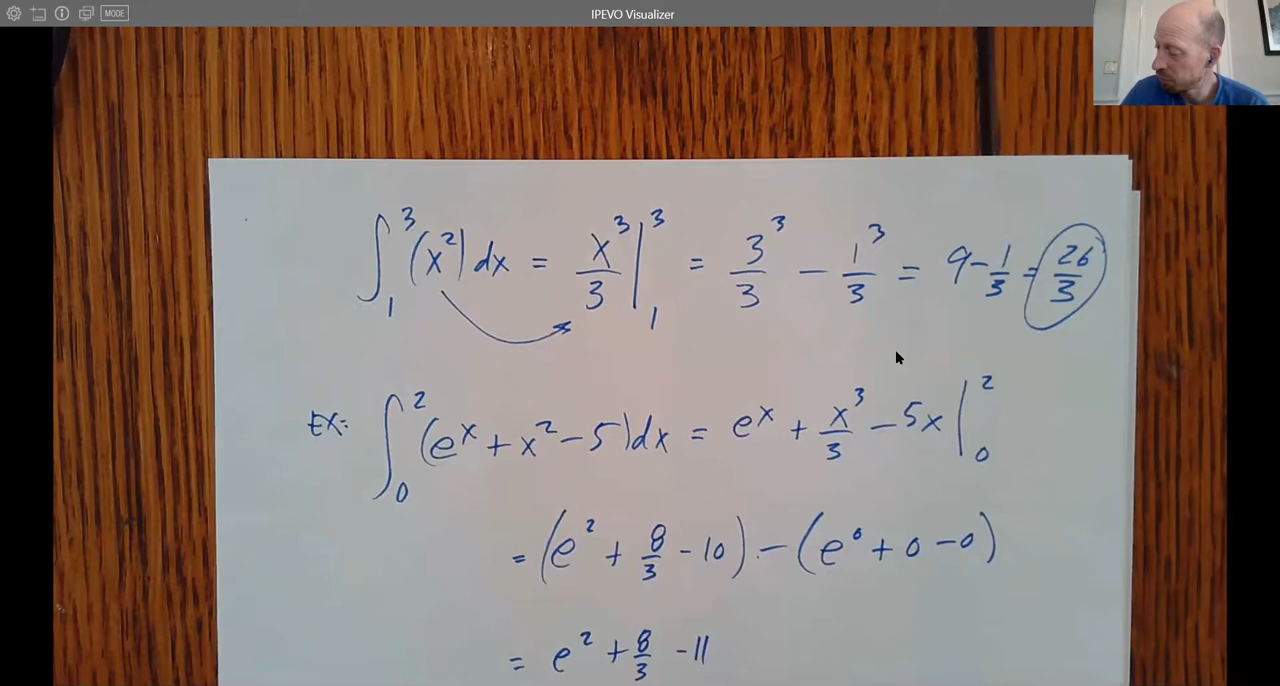 MODE IPEVO Visualizer
∫₁³ (x²) dx = x³/3 |₁³ = 3³/3 − 1³/3 = 9 − 1/3 = 26/3
EX: ∫₀² (eˣ + x² − 5) dx = eˣ + x³/3 − 5x |₀²
= (e² + 8/3 − 10) − (e⁰ + 0 − 0)
= e² + 8/3 − 11